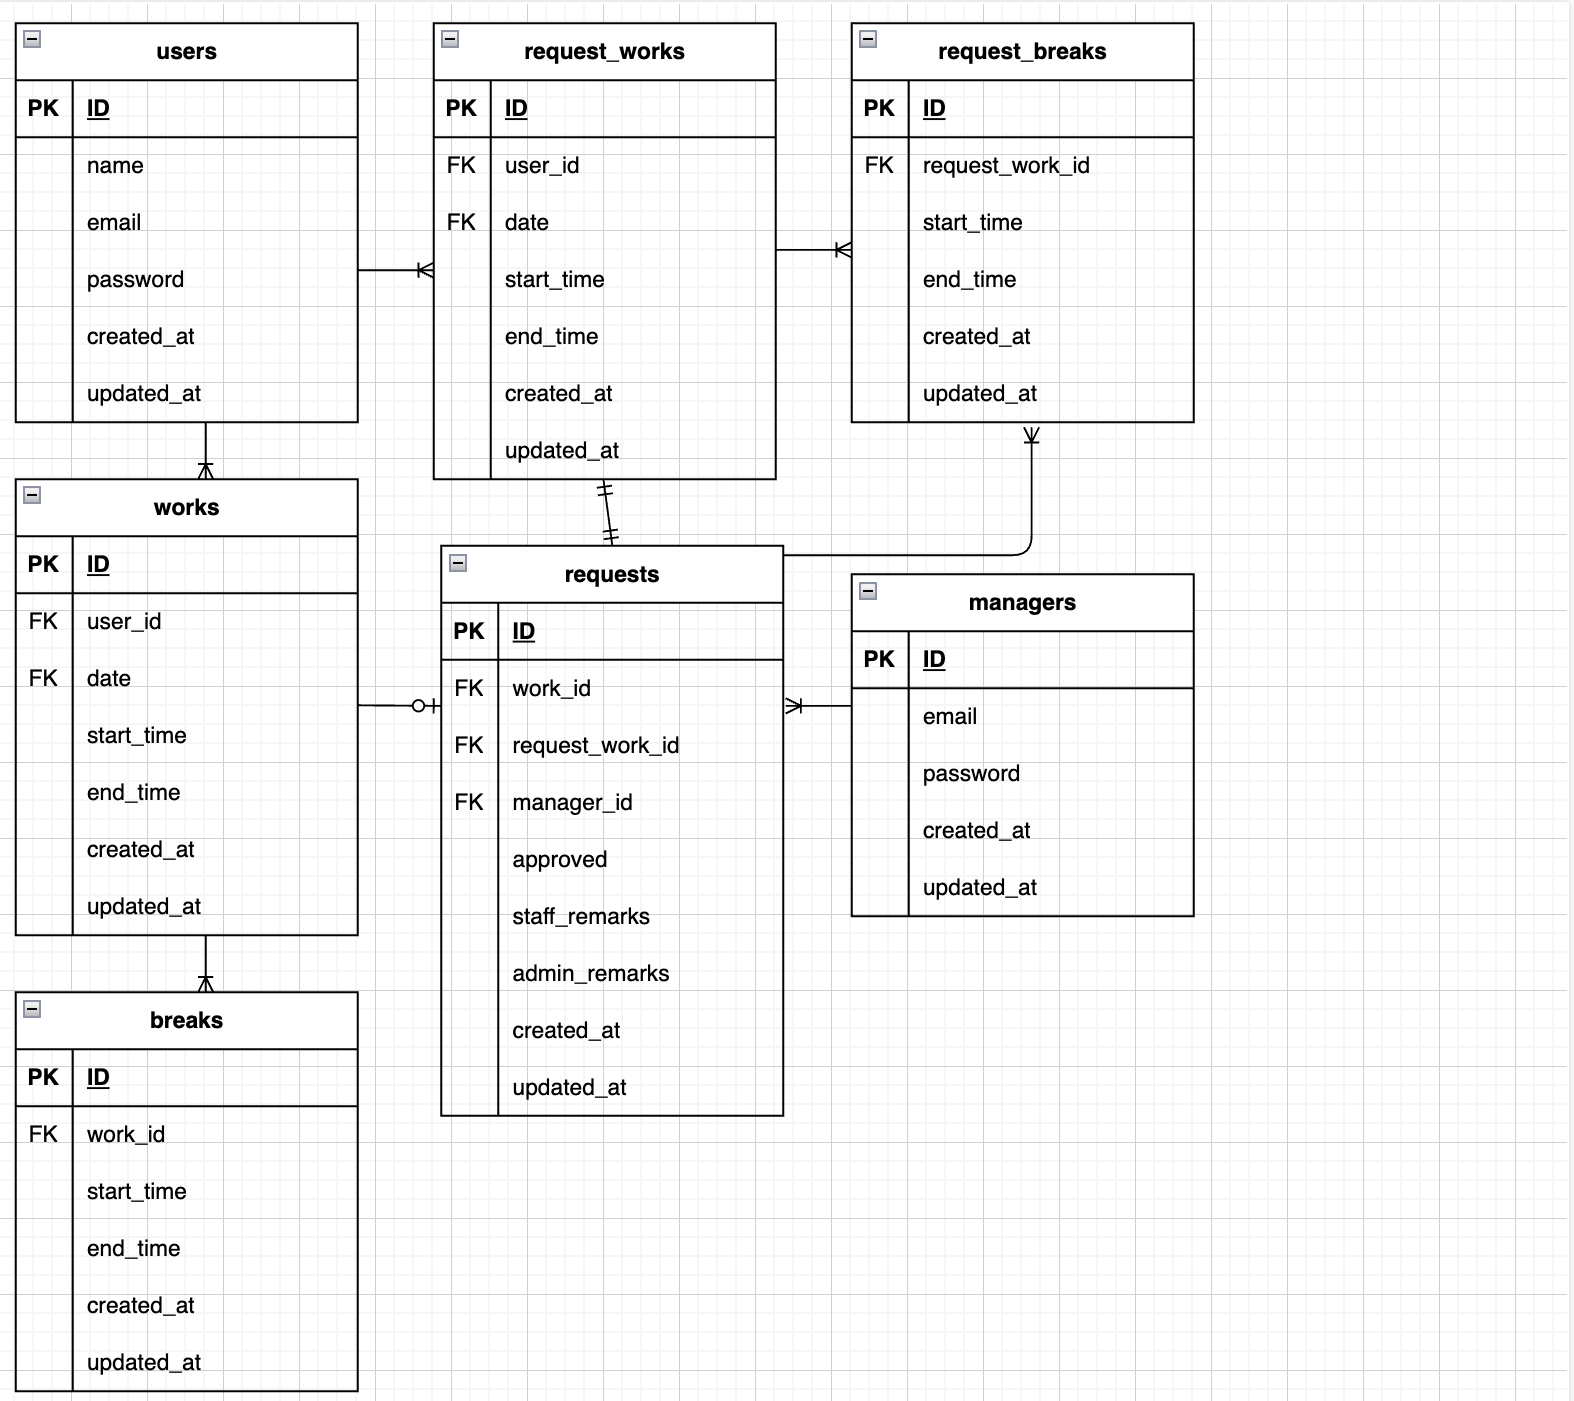 users
PK ID
name
email
password
created_at
updated_at
request_works
PK ID
FK user_id
FK date
start_time
end_time
created_at
updated_at
request_breaks
PK ID
FK request_work_id
start_time
end_time
created_at
updated_at
works
PK ID
FK user_id
FK date
start_time
end_time
created_at
updated_at
requests
PK ID
FK work_id
FK request_work_id
FK manager_id
approved
staff_remarks
admin_remarks
created_at
updated_at
managers
PK ID
email
password
created_at
updated_at
breaks
PK ID
FK work_id
start_time
end_time
created_at
updated_at